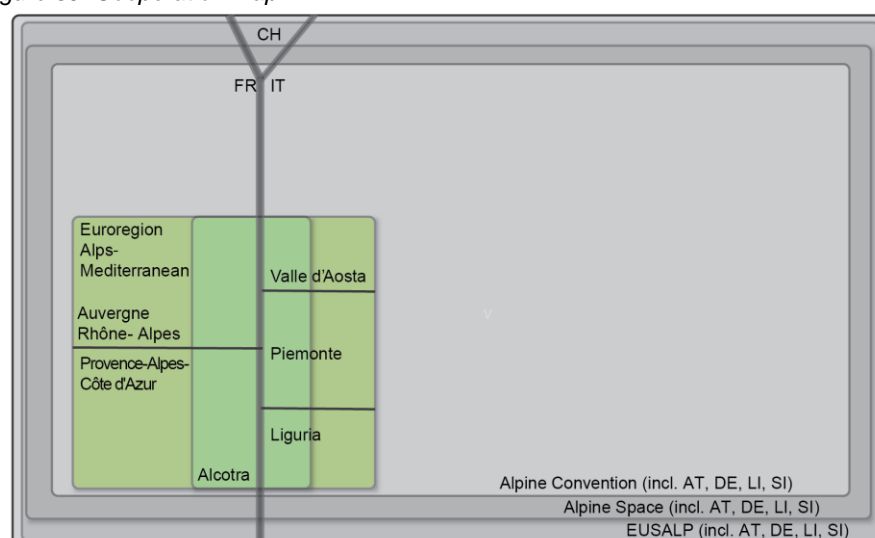 CH
FR IT
Euroregion
Alps-
Mediterranean
Valle d'Aosta
Auvergne
Rhône- Alpes
Piemonte
Provence-Alpes-
Côte d'Azur
Liguria
Alcotra
V
Alpine Convention (incl. AT, DE, LI, SI)
Alpine Space (incl. AT, DE, LI, SI)
EUSALP (incl. AT, DE, LI, SI)